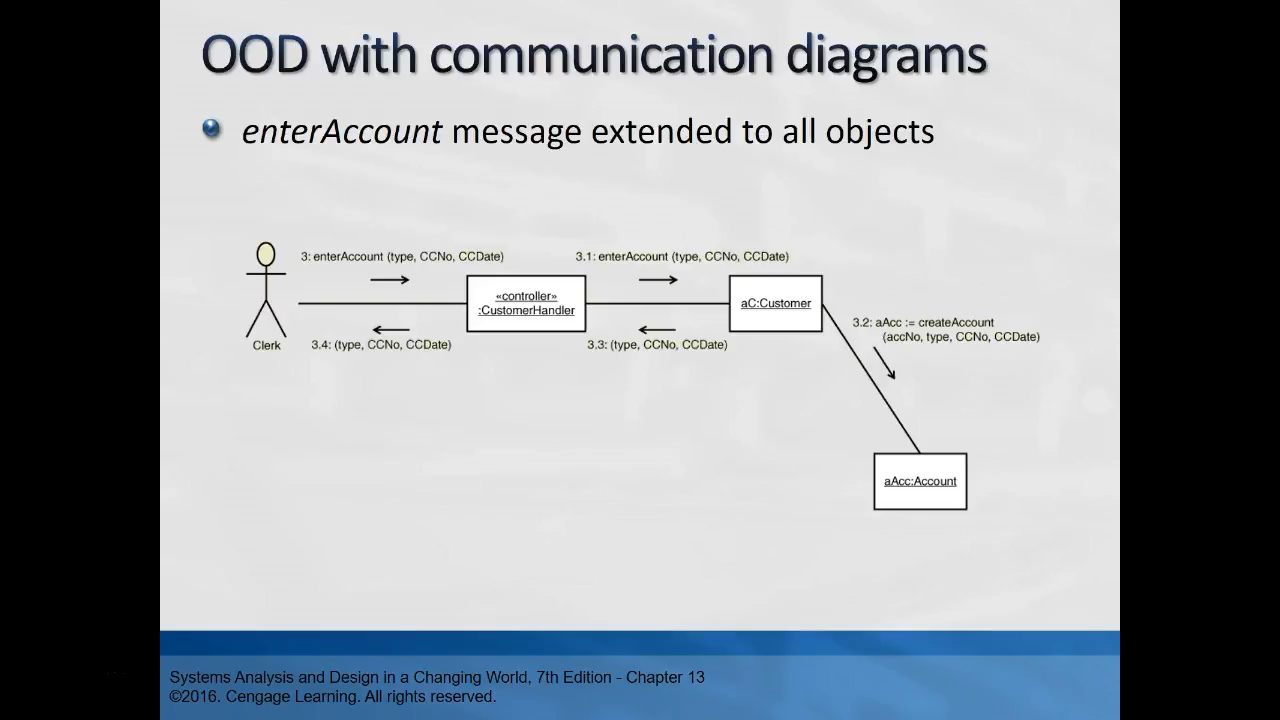 OOD with communication diagrams
enterAccount message extended to all objects
3: enterAccount (type, CCNo, CCDate)
3.1: enterAccount (type, CCNo, CCDate)
«controller»
:CustomerHandler
aC:Customer
3.2: aAcc := createAccount
(accNo, type, CCNo, CCDate)
Clerk
3.4: (type, CCNo, CCDate)
3.3: (type, CCNo, CCDate)
aAcc:Account
Systems Analysis and Design in a Changing World, 7th Edition - Chapter 13
©2016. Cengage Learning. All rights reserved.